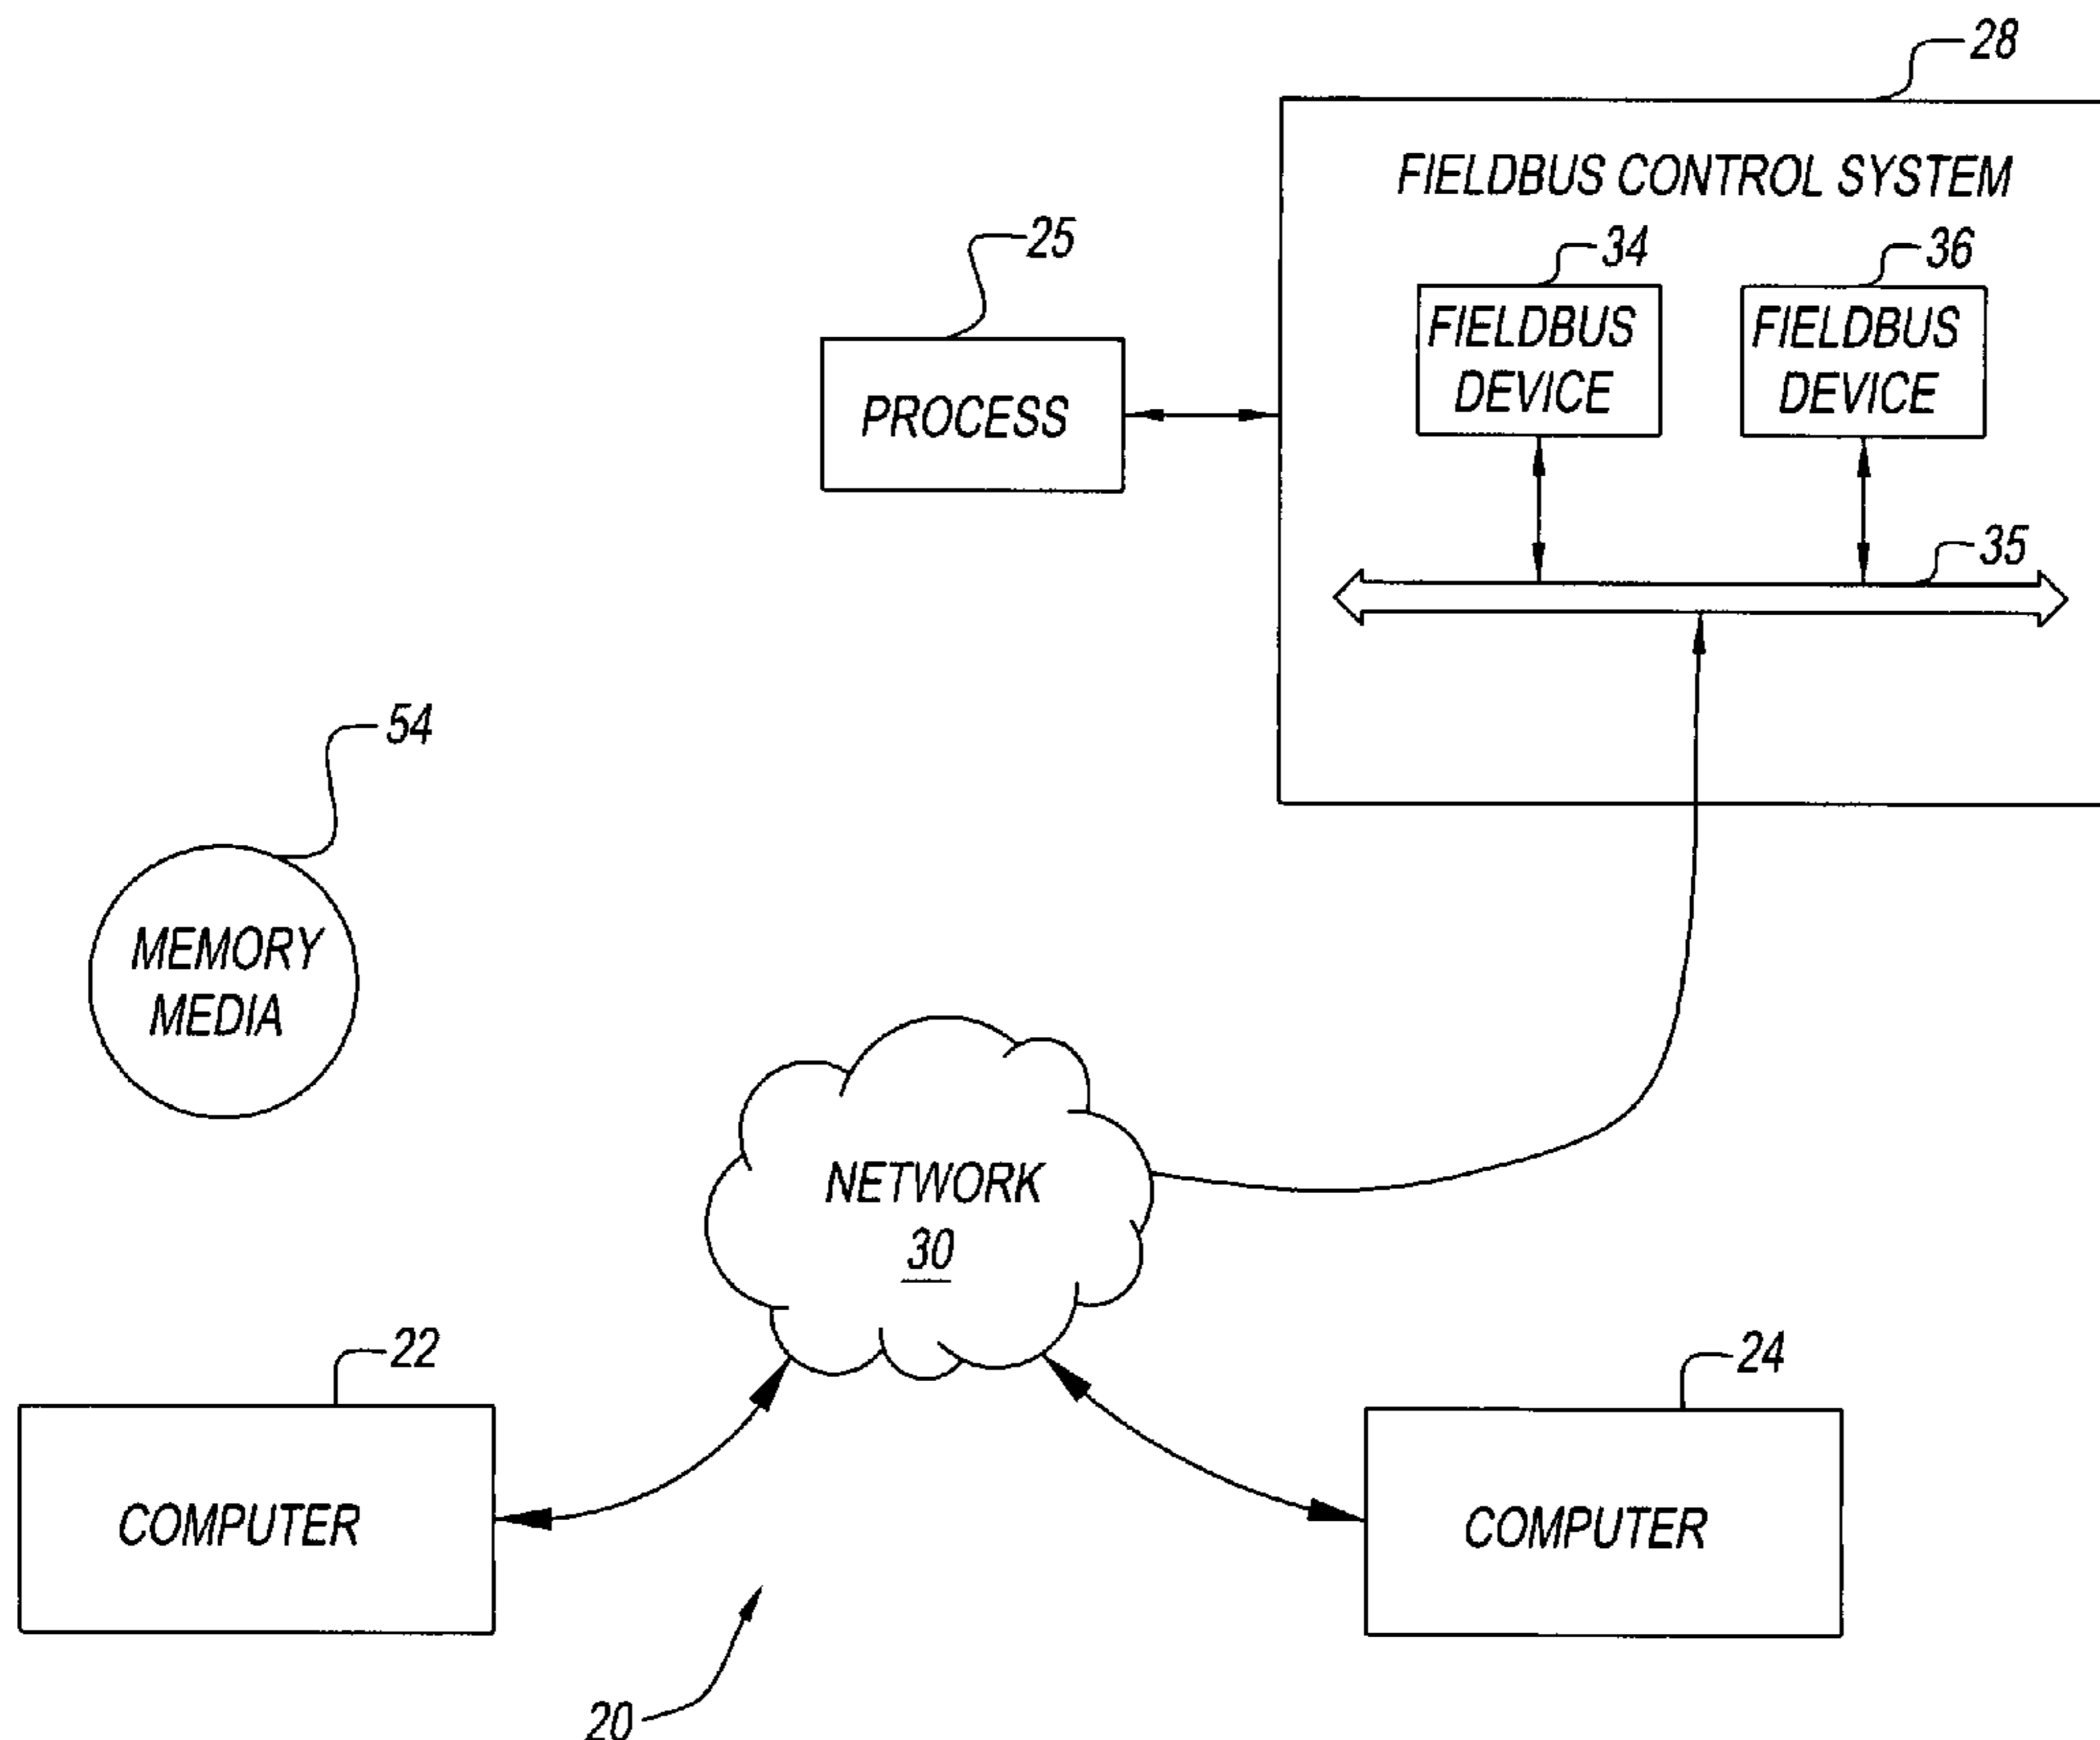 28
FIELDBUS CONTROL SYSTEM
25
34
36
FIELDBUS
DEVICE
FIELDBUS
DEVICE
PROCESS
35
54
MEMORY
MEDIA
NETWORK
30
22
24
COMPUTER
COMPUTER
20